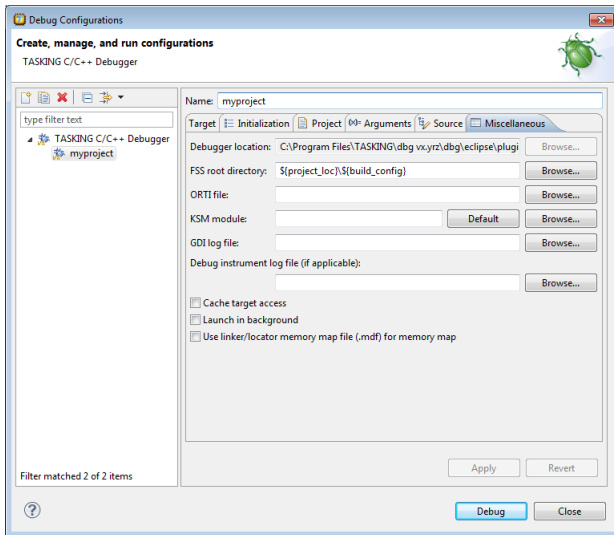 Debug Configurations
Create, manage, and run configurations
TASKING C/C++ Debugger
type filter text
TASKING C/C++ Debugger
myproject
Filter matched 2 of 2 items
Name: myproject
Target Initialization Project (x)= Arguments Source Miscellaneous
Debugger location: C:\Program Files\TASKING\dbg vx.yrz\dbg\eclipse\plugi Browse...
FSS root directory: ${project_loc}\${build_config} Browse...
ORTI file: Browse...
KSM module: Default Browse...
GDI log file: Browse...
Debug instrument log file (if applicable):
Browse...
Cache target access
Launch in background
Use linker/locator memory map file (.mdf) for memory map
Apply Revert
? Debug Close